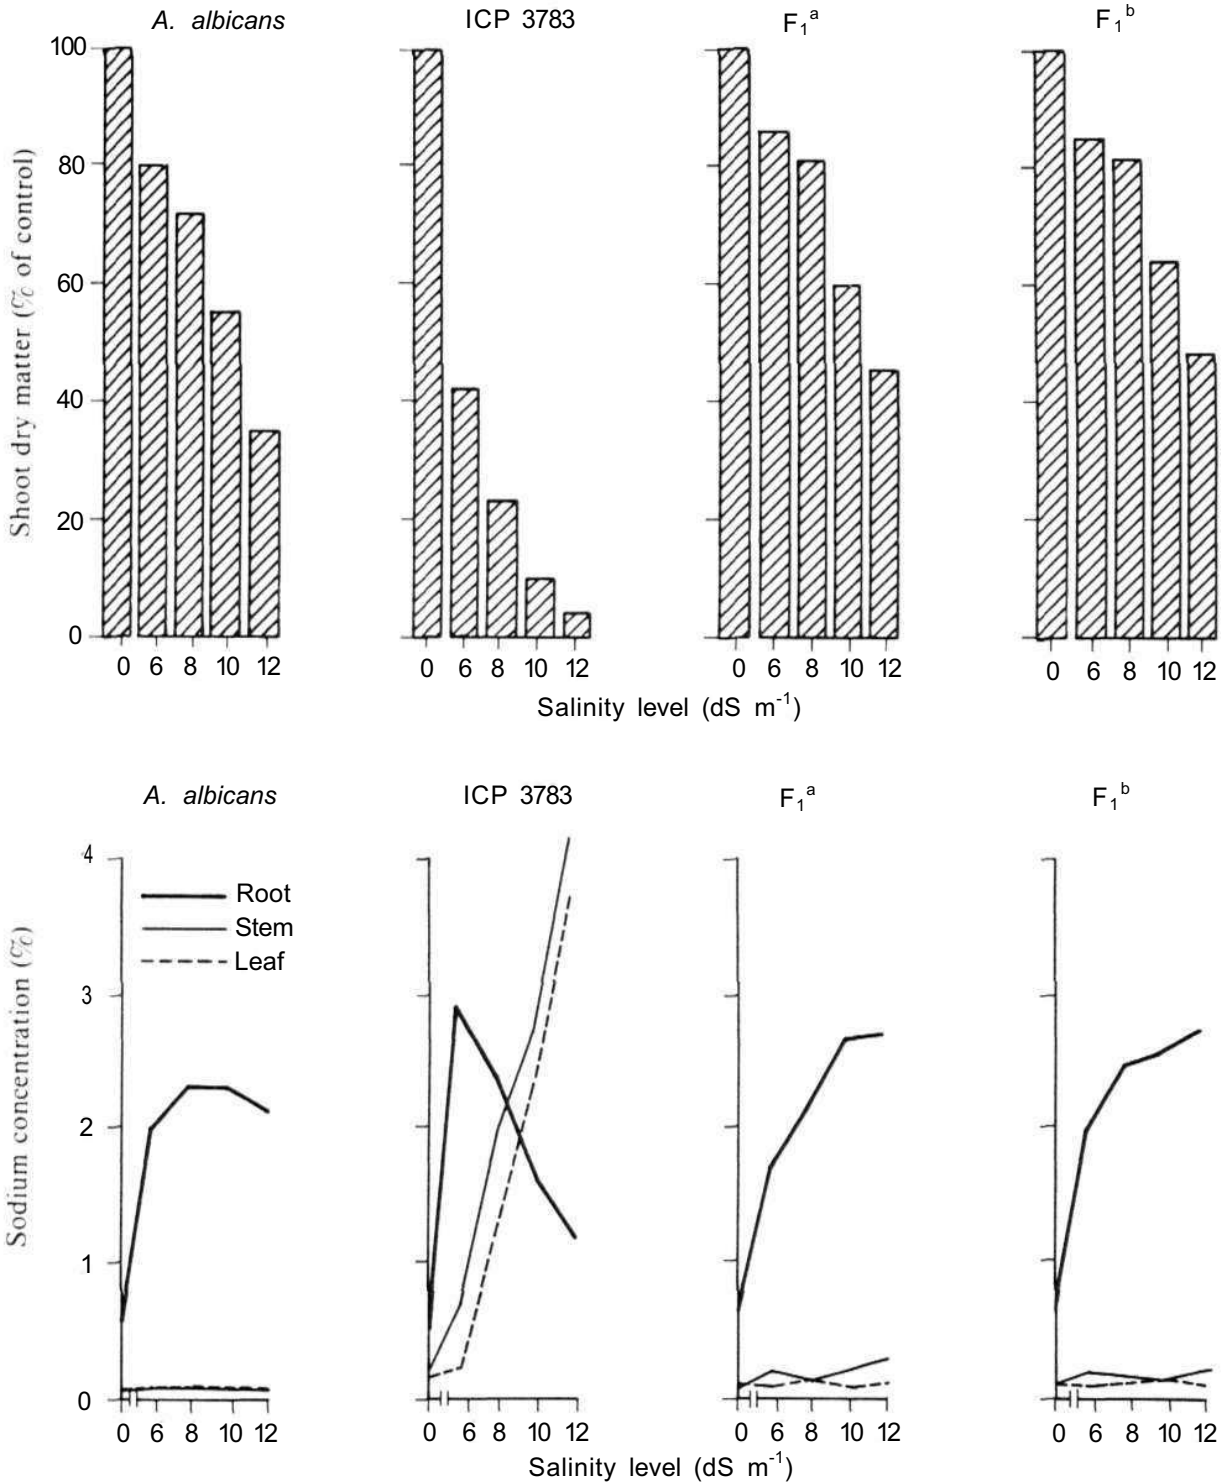 A. albicans ICP 3783 F₁ᵃ F₁ᵇ
100
80
60
40
20
0
Shoot dry matter (% of control)
0 6 8 10 12 0 6 8 10 12 0 6 8 10 12 0 6 8 10 12
Salinity level (dS m⁻¹)
A. albicans ICP 3783 F₁ᵃ F₁ᵇ
4
3
2
1
0
Sodium concentration (%)
Root
Stem
Leaf
0 6 8 10 12 0 6 8 10 12 0 6 8 10 12 0 6 8 10 12
Salinity level (dS m⁻¹)